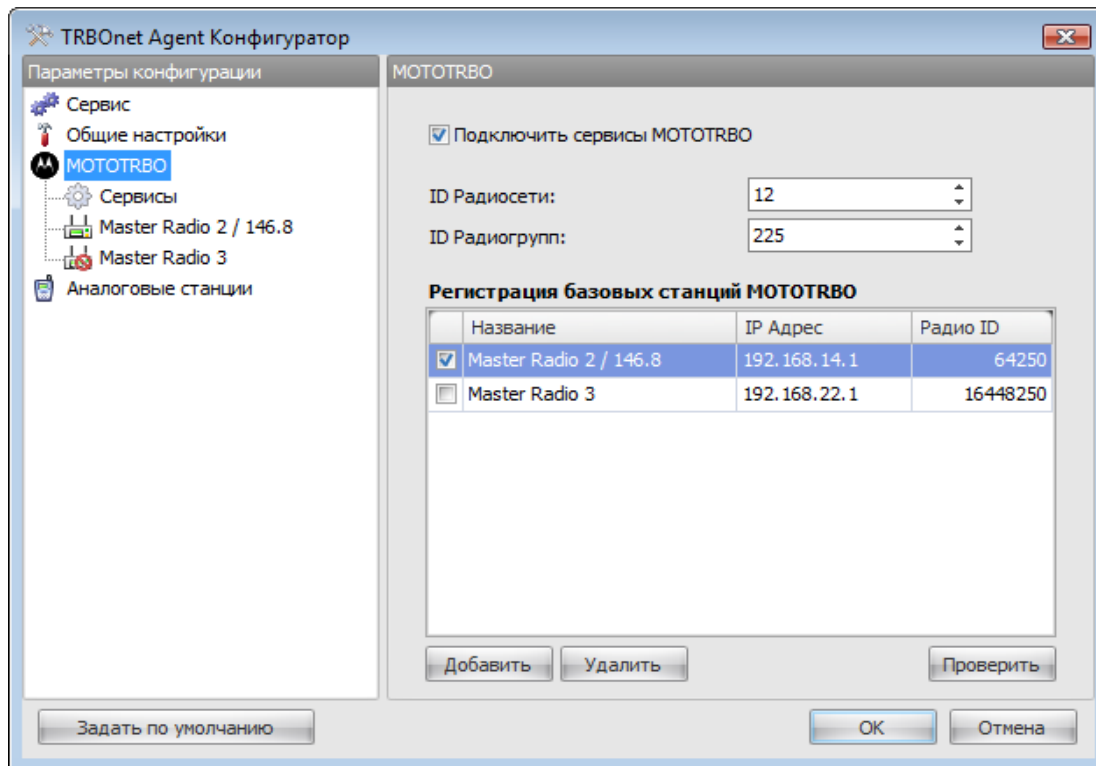 TRBOnet Agent Конфигуратор
Параметры конфигурации
Сервис
Общие настройки
MOTOTRBO
Сервисы
Master Radio 2 / 146.8
Master Radio 3
Аналоговые станции
MOTOTRBO
Подключить сервисы MOTOTRBO
ID Радиосети: 12
ID Радиогрупп: 225
Регистрация базовых станций MOTOTRBO
Название IP Адрес Радио ID
Master Radio 2 / 146.8 192.168.14.1 64250
Master Radio 3 192.168.22.1 16448250
Добавить Удалить Проверить
Задать по умолчанию OK Отмена